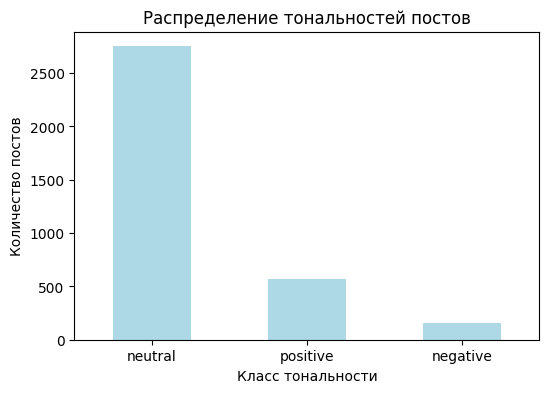 Распределение тональностей постов
Количество постов
2500
2000
1500
1000
500
0
neutral positive negative
Класс тональности